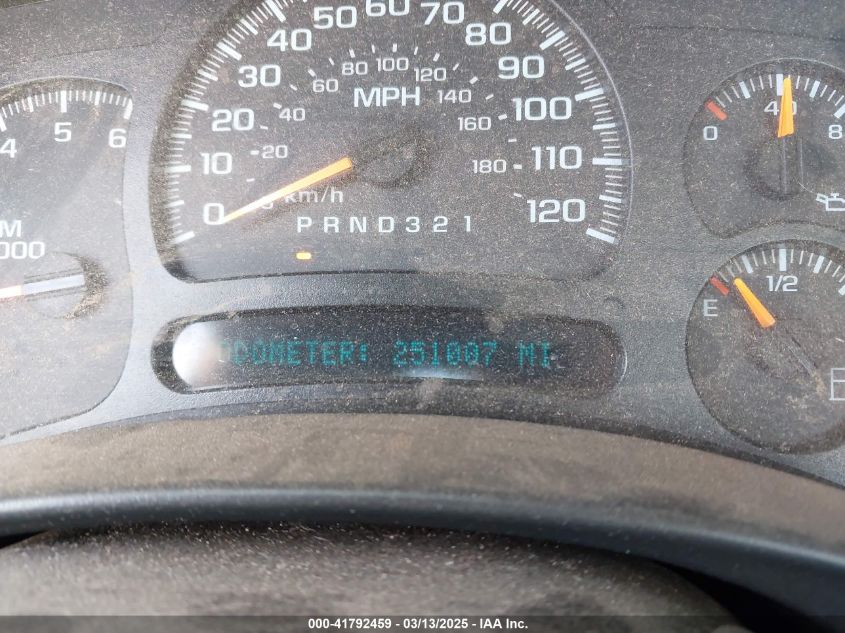 4 5 6
M
000
0 10 20 30 40 50 60 70 80 90 100 110 120
20 40 60 80 100 120 140 160 180
MPH
km/h
P R N D 3 2 1
ODOMETER: 251007 MI
0 40 8
E 1/2
000-41792459 - 03/13/2025 - IAA Inc.